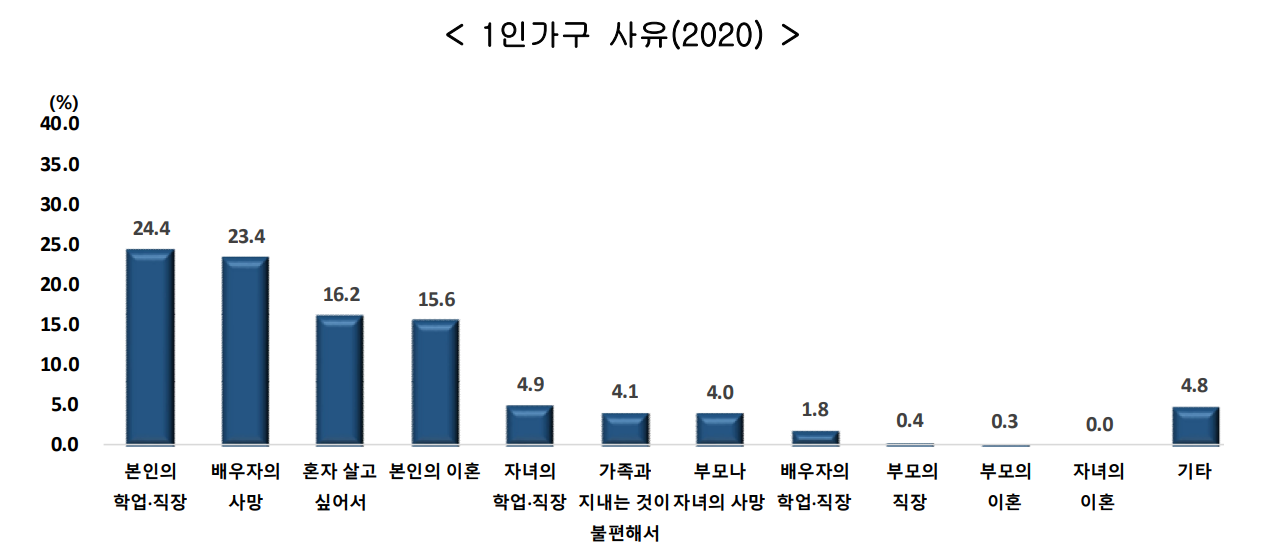 < 1인가구 사유(2020) >
(%)
40.0
35.0
30.0
25.0
20.0
15.0
10.0
5.0
0.0
24.4
23.4
16.2
15.6
4.9
4.1
4.0
1.8
0.4
0.3
0.0
4.8
본인의
학업·직장
배우자의
사망
혼자 살고
싶어서
본인의 이혼
자녀의
학업·직장
가족과
지내는 것이
불편해서
부모나
자녀의 사망
배우자의
학업·직장
부모의
직장
부모의
이혼
자녀의
이혼
기타